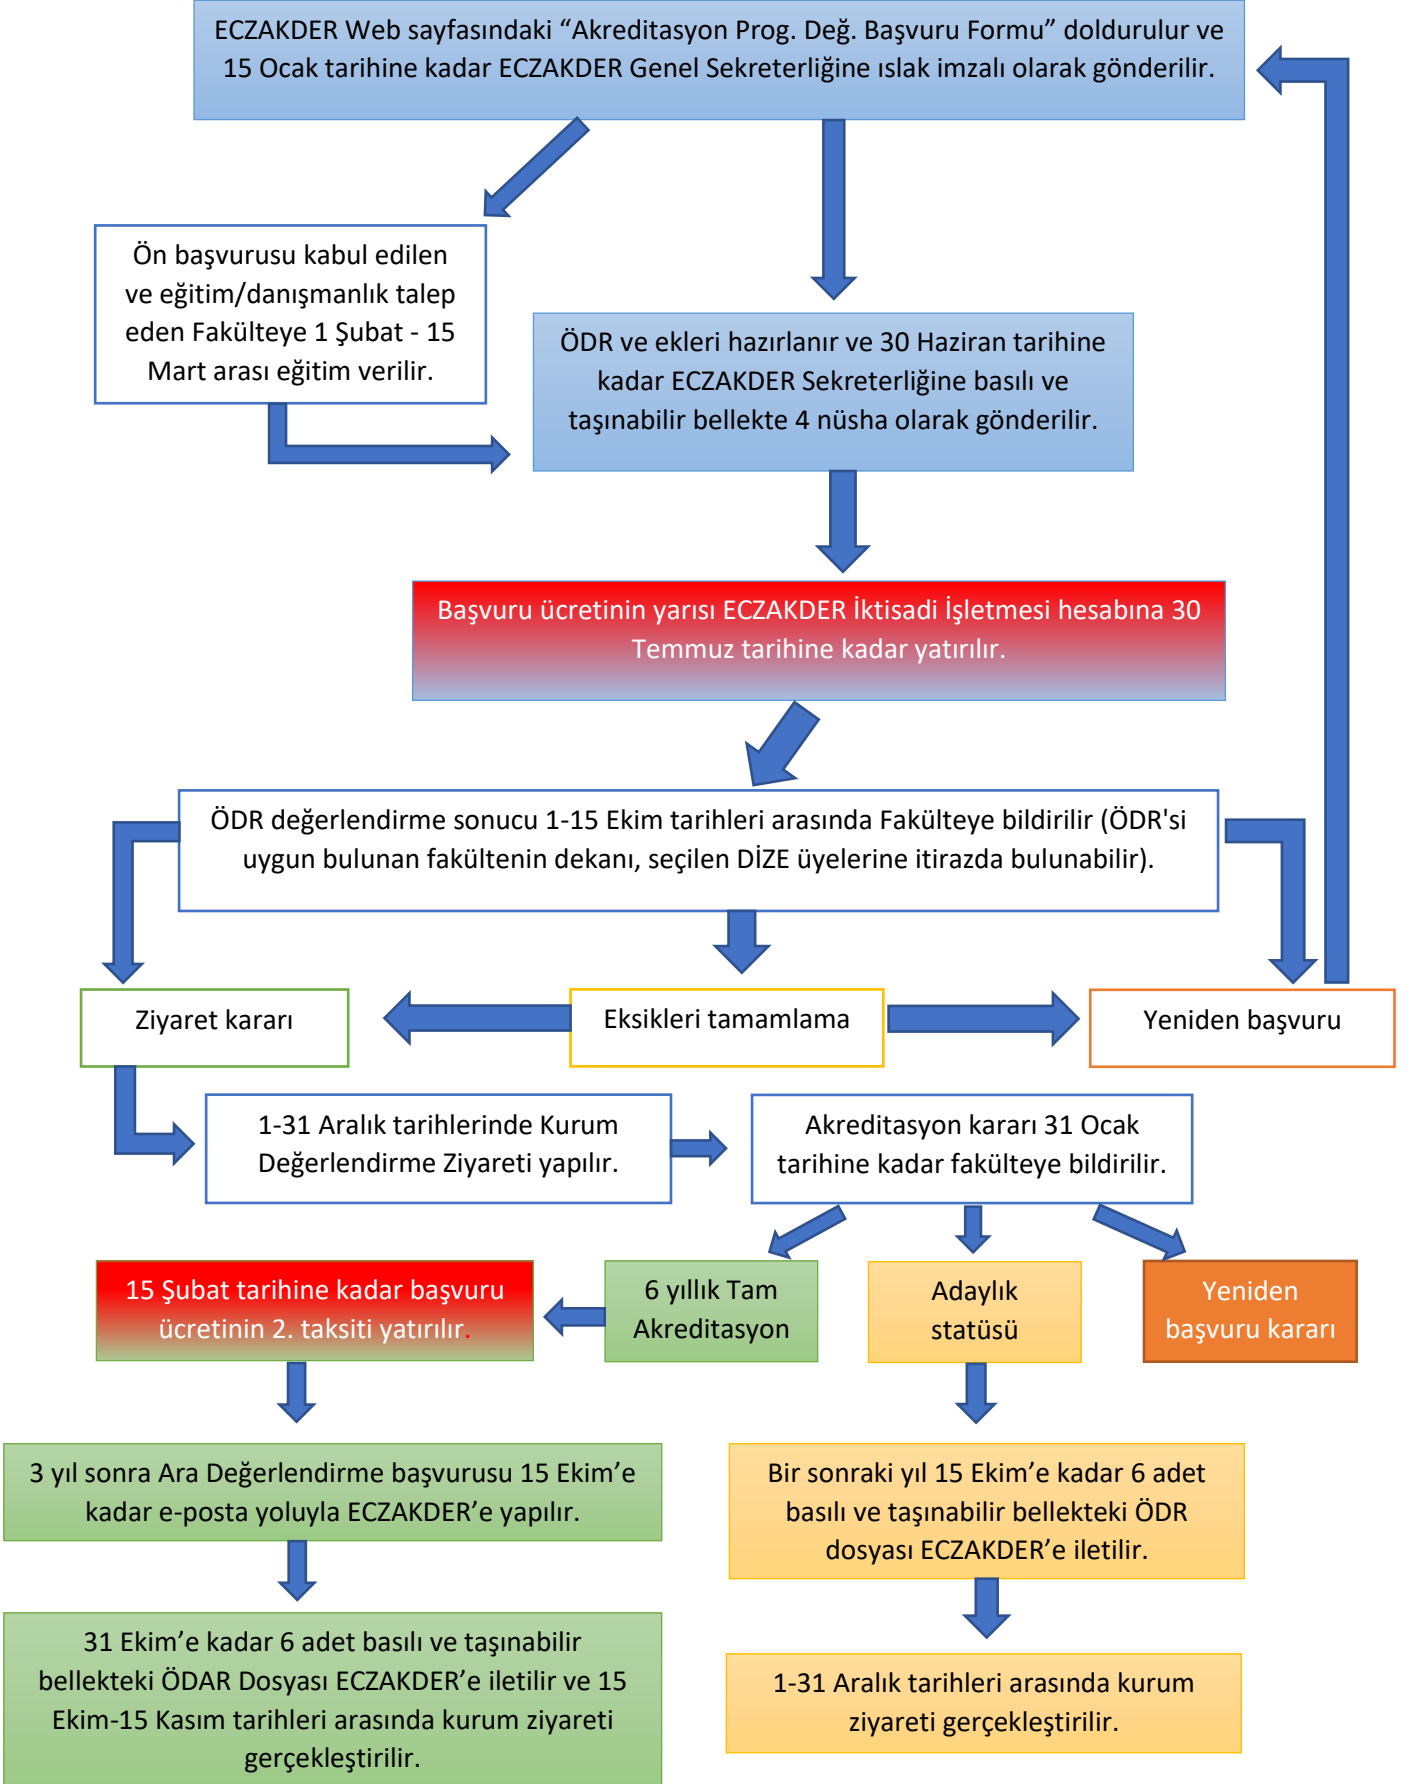 ECZAKDER Web sayfasındaki “Akreditasyon Prog. Değ. Başvuru Formu” doldurulur ve
15 Ocak tarihine kadar ECZAKDER Genel Sekreterliğine ıslak imzalı olarak gönderilir.
Ön başvurusu kabul edilen
ve eğitim/danışmanlık talep
eden Fakülteye 1 Şubat - 15
Mart arası eğitim verilir.
ÖDR ve ekleri hazırlanır ve 30 Haziran tarihine
kadar ECZAKDER Sekreterliğine basılı ve
taşınabilir bellekte 4 nüsha olarak gönderilir.
Başvuru ücretinin yarısı ECZAKDER İktisadi İşletmesi hesabına 30
Temmuz tarihine kadar yatırılır.
ÖDR değerlendirme sonucu 1-15 Ekim tarihleri arasında Fakülteye bildirilir (ÖDR'si
uygun bulunan fakültenin dekanı, seçilen DİZE üyelerine itirazda bulunabilir).
Ziyaret kararı
Eksikleri tamamlama
Yeniden başvuru
1-31 Aralık tarihlerinde Kurum
Değerlendirme Ziyareti yapılır.
Akreditasyon kararı 31 Ocak
tarihine kadar fakülteye bildirilir.
15 Şubat tarihine kadar başvuru
ücretinin 2. taksiti yatırılır.
6 yıllık Tam
Akreditasyon
Adaylık
statüsü
Yeniden
başvuru kararı
3 yıl sonra Ara Değerlendirme başvurusu 15 Ekim’e
kadar e-posta yoluyla ECZAKDER’e yapılır.
Bir sonraki yıl 15 Ekim’e kadar 6 adet
basılı ve taşınabilir bellekteki ÖDR
dosyası ECZAKDER’e iletilir.
31 Ekim’e kadar 6 adet basılı ve taşınabilir
bellekteki ÖDAR Dosyası ECZAKDER’e iletilir ve 15
Ekim-15 Kasım tarihleri arasında kurum ziyareti
gerçekleştirilir.
1-31 Aralık tarihleri arasında kurum
ziyareti gerçekleştirilir.